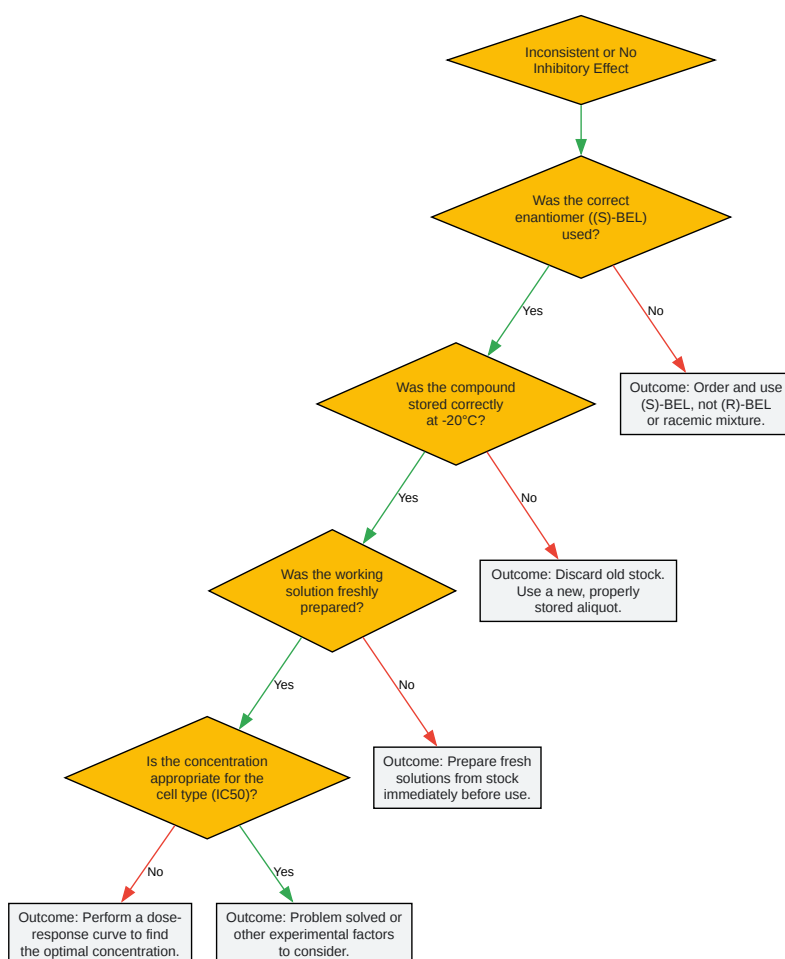 Inconsistent or No
Inhibitory Effect
Was the correct
enantiomer ((S)-BEL)
used?
Yes
No
Was the compound
stored correctly
at -20°C?
Outcome: Order and use
(S)-BEL, not (R)-BEL
or racemic mixture.
Yes
No
Was the working
solution freshly
prepared?
Outcome: Discard old stock.
Use a new, properly
stored aliquot.
Yes
No
Is the concentration
appropriate for the
cell type (IC50)?
Outcome: Prepare fresh
solutions from stock
immediately before use.
No
Yes
Outcome: Perform a dose-
response curve to find
the optimal concentration.
Outcome: Problem solved or
other experimental factors
to consider.